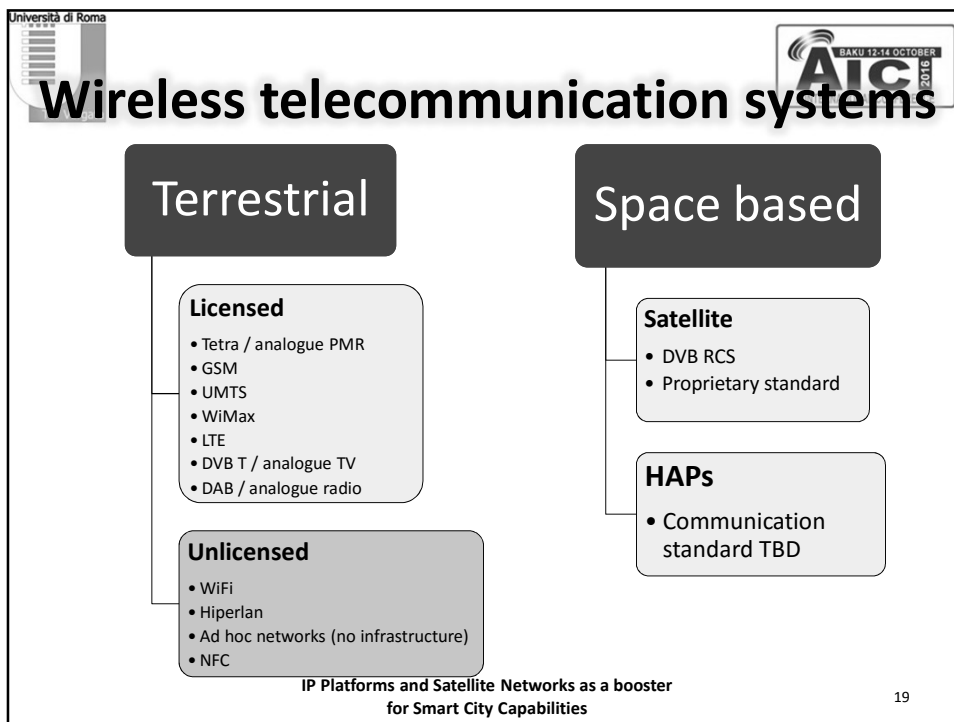 Università di Roma
BAKU 12-14 OCTOBER
AICT
2016
Wireless telecommunication systems
Terrestrial
Licensed
• Tetra / analogue PMR
• GSM
• UMTS
• WiMax
• LTE
• DVB T / analogue TV
• DAB / analogue radio
Unlicensed
• WiFi
• Hiperlan
• Ad hoc networks (no infrastructure)
• NFC
Space based
Satellite
• DVB RCS
• Proprietary standard
HAPs
• Communication
standard TBD
IP Platforms and Satellite Networks as a booster
for Smart City Capabilities
19